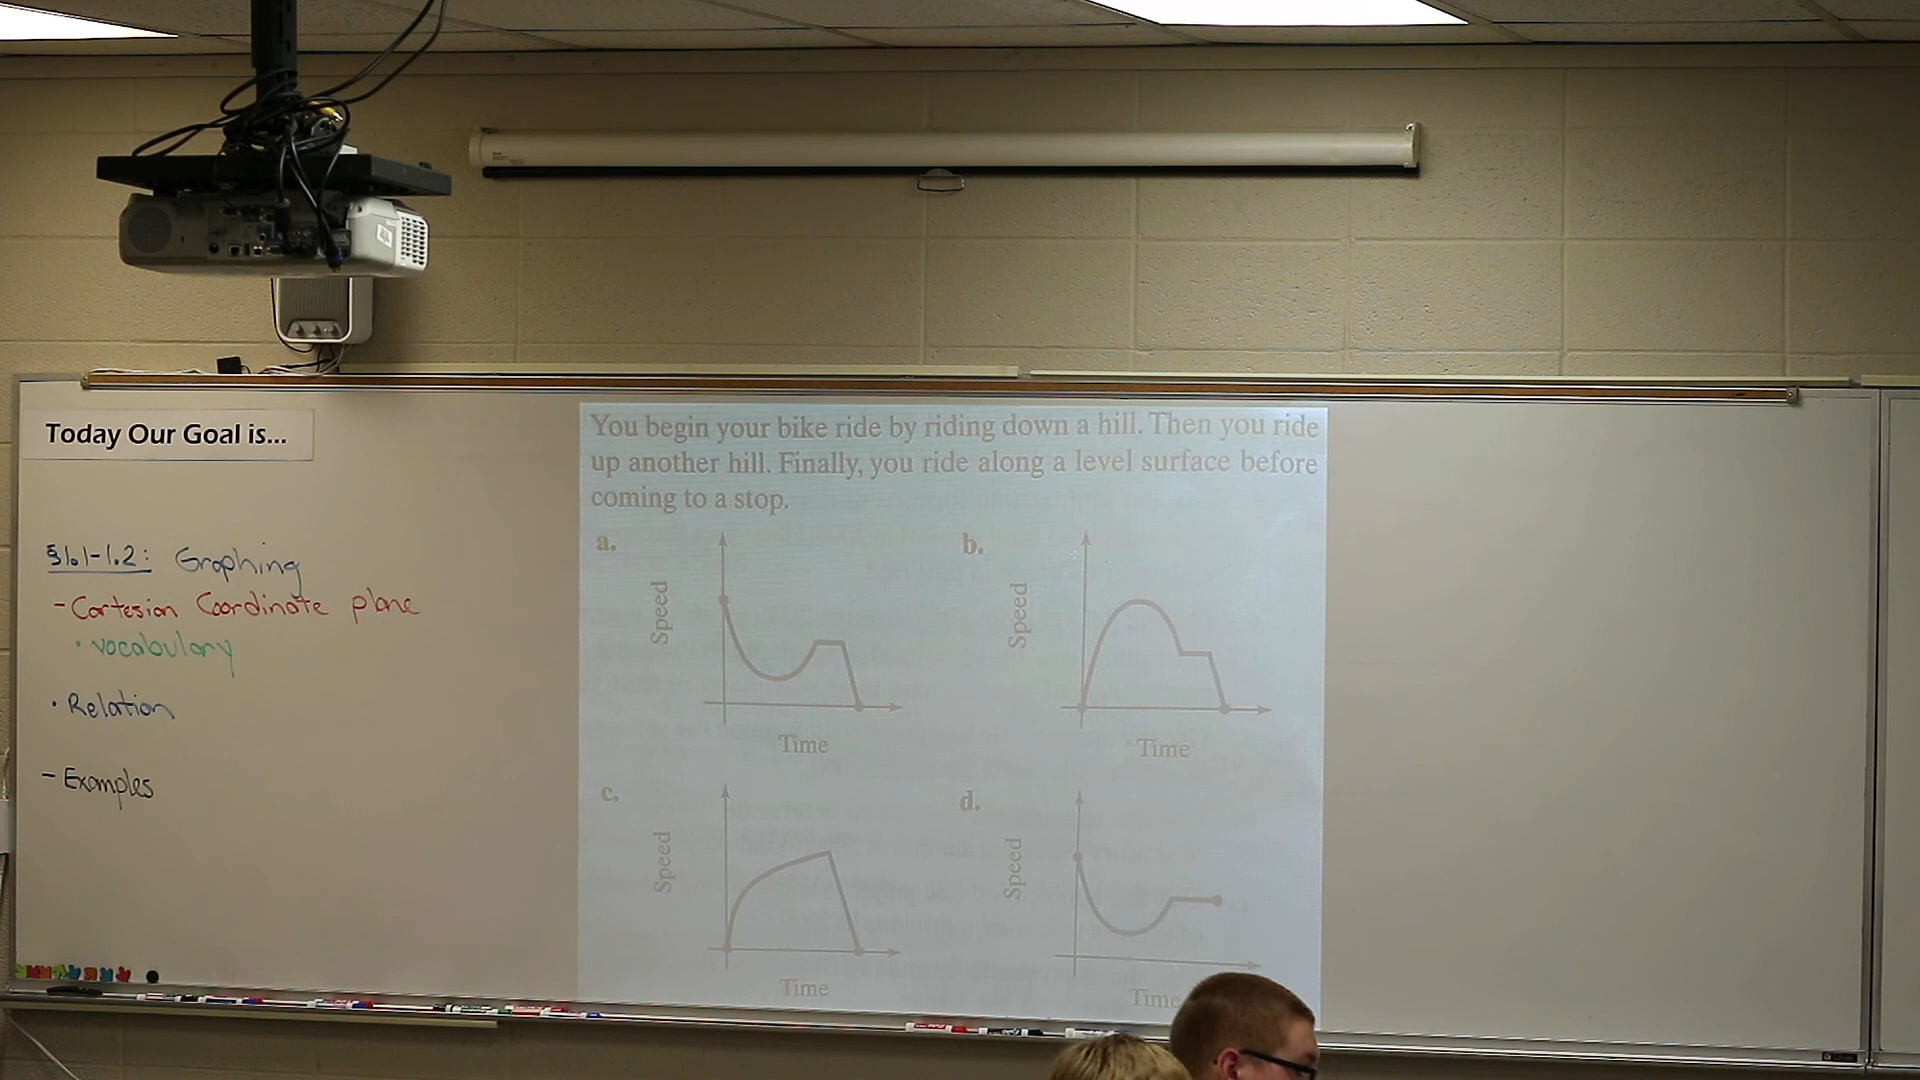 Today Our Goal is...
§1.1-1.2: Graphing
- Cartesian Coordinate plane
• vocabulary
• Relation
- Examples
You begin your bike ride by riding down a hill. Then you ride
up another hill. Finally, you ride along a level surface before
coming to a stop.
a.
Speed
Time
b.
Speed
Time
c.
Speed
Time
d.
Speed
Time